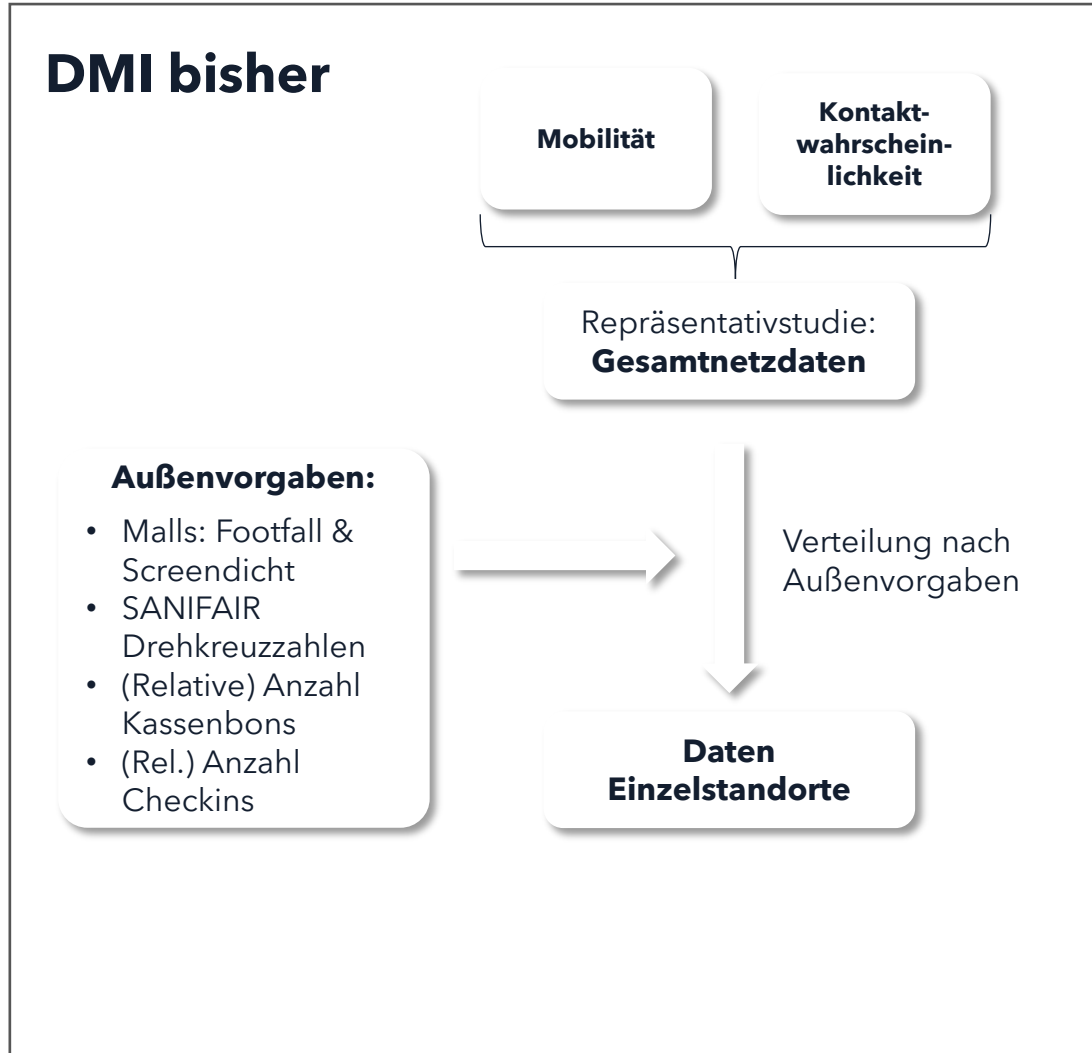 DMI bisher
Mobilität
Kontakt-
wahrschein-
lichkeit
Repräsentativstudie:
Gesamtnetzdaten
Außenvorgaben:
• Malls: Footfall &
Screendicht
• SANIFAIR
Drehkreuzzahlen
• (Relative) Anzahl
Kassenbons
• (Rel.) Anzahl
Checkins
Verteilung nach
Außenvorgaben
Daten
Einzelstandorte